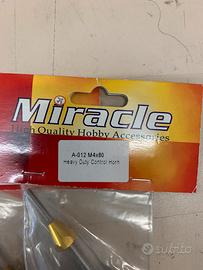 Miracle
High Quality Hobby Accessories
A-012 M4x80
Heavy Duty Control Horn
subito